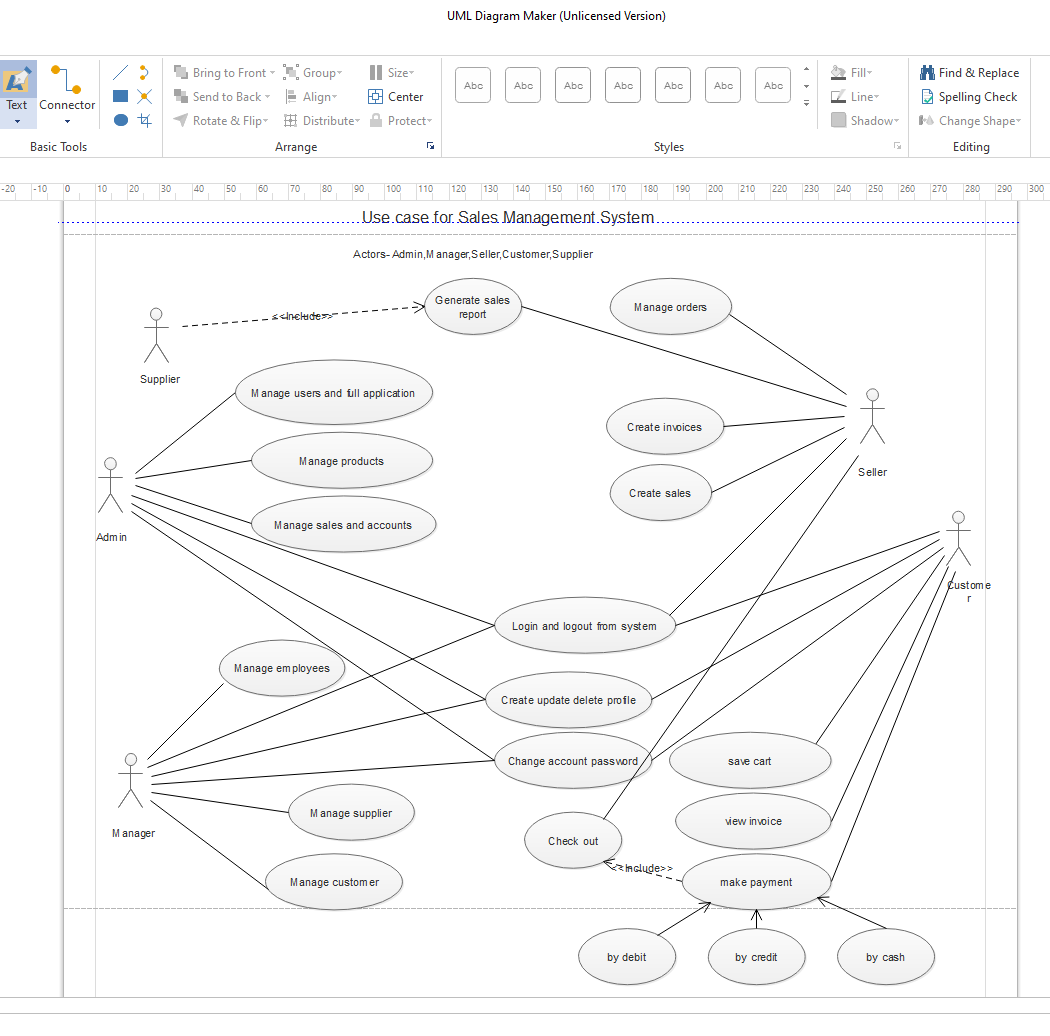 UML Diagram Maker (Unlicensed Version)
Bring to Front Group Size
Text Connector Send to Back Align Center
Rotate & Flip Distribute Protect
Basic Tools Arrange
Abc Abc Abc Abc Abc Abc Abc
Styles
Fill Find & Replace
Line Spelling Check
Shadow Change Shape
Editing
-20 -10 0 10 20 30 40 50 60 70 80 90 100 110 120 130 140 150 160 170 180 190 200 210 220 230 240 250 260 270 280 290 300
Use case for Sales Management System
Actors- Admin,Manager,Seller,Customer,Supplier
Generate sales
report
Manage orders
<<Include>>
Supplier
Manage users and full application
Create invoices
Manage products
Seller
Create sales
Manage sales and accounts
Admin
Custome
r
Login and logout from system
Manage employees
Create update delete profile
Change account password
save cart
Manage supplier
view invoice
Manager
Check out
<<Include>>
Manage customer
make payment
by debit
by credit
by cash